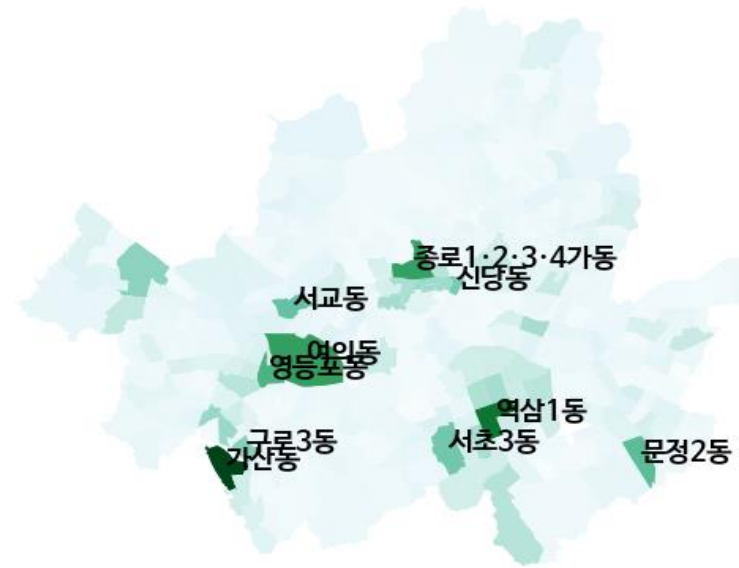 종로1·2·3·4가동
신당동
서교동
여의동
영등포동
역삼1동
구로3동
서초3동
가산동
문정2동